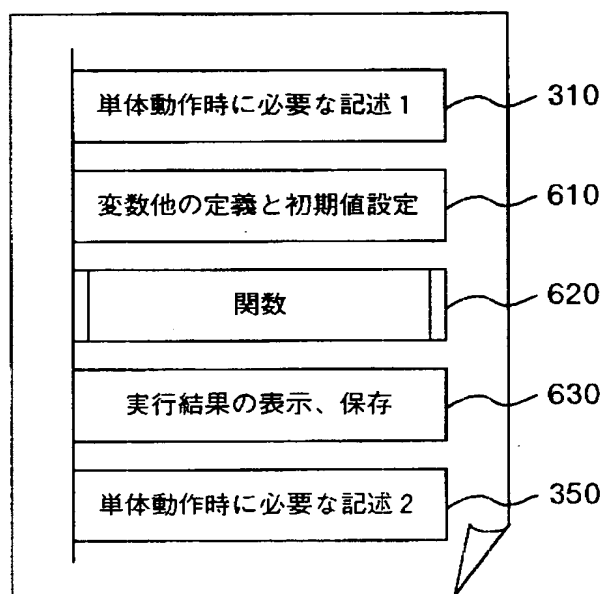 単体動作時に必要な記述1
310
変数他の定義と初期値設定
610
関数
620
実行結果の表示、保存
630
単体動作時に必要な記述2
350